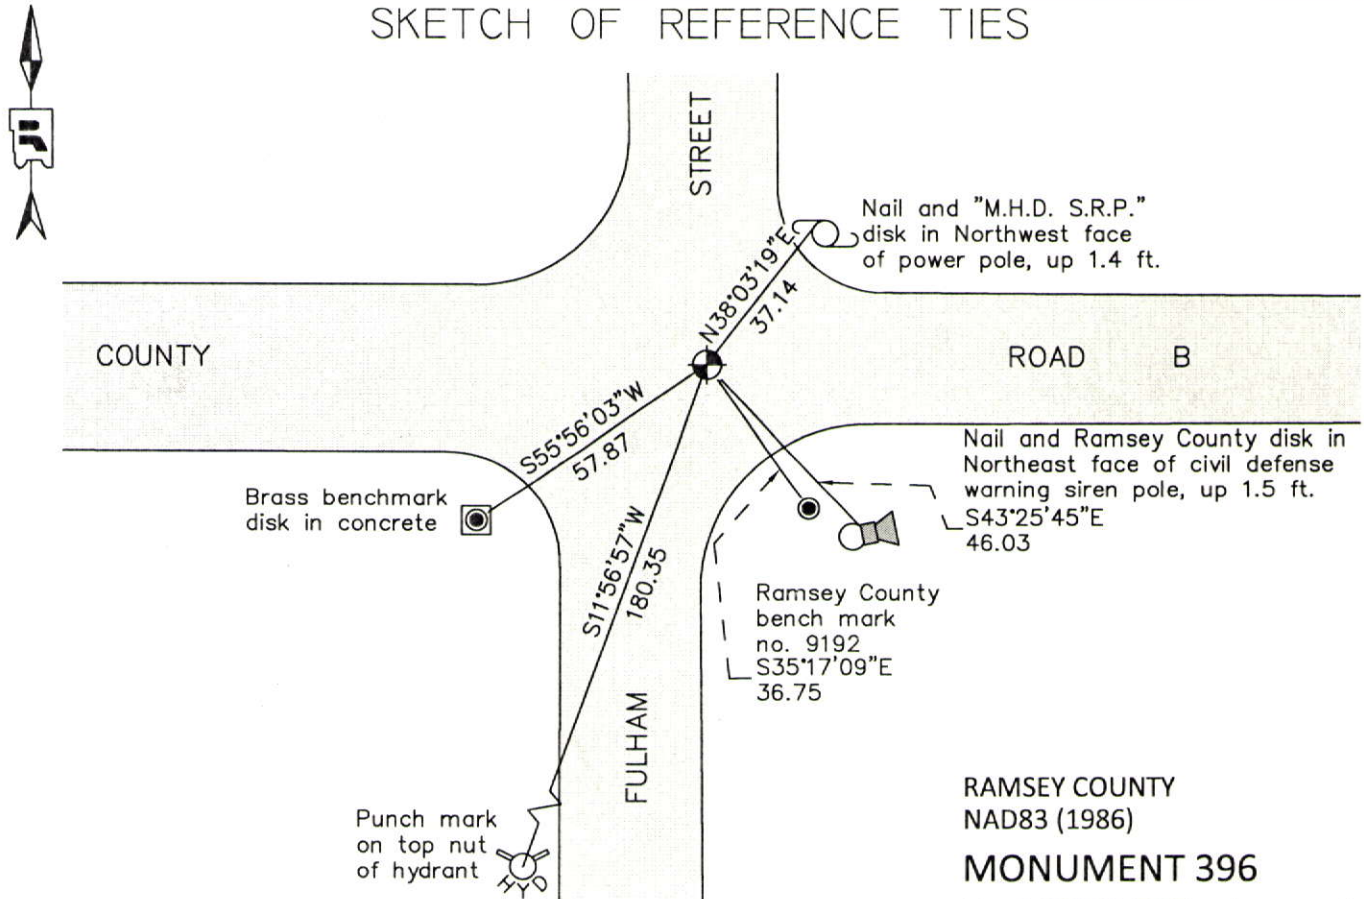 SKETCH OF REFERENCE TIES
STREET
Nail and "M.H.D. S.R.P."
disk in Northwest face
of power pole, up 1.4 ft.
N38°03'19"E
37.14
COUNTY
ROAD B
S55°56'03"W
57.87
Nail and Ramsey County disk in
Northeast face of civil defense
warning siren pole, up 1.5 ft.
S43°25'45"E
46.03
Brass benchmark
disk in concrete
S11°56'57"W
180.35
Ramsey County
bench mark
no. 9192
S35°17'09"E
36.75
FULHAM
Punch mark
on top nut
of hydrant
HYD
RAMSEY COUNTY
NAD83 (1986)
MONUMENT 396